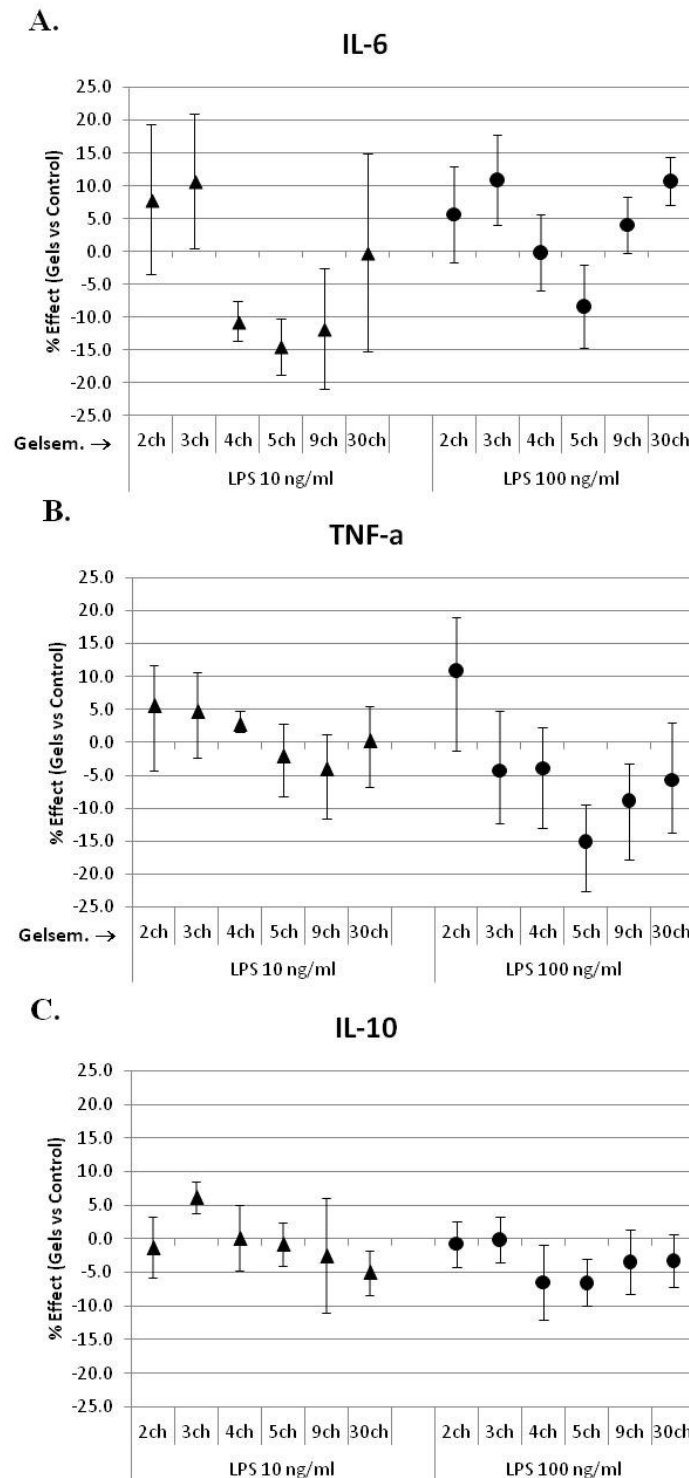 A.
IL-6
% Effect (Gels vs Control)
25.0
20.0
15.0
10.0
5.0
0.0
-5.0
-10.0
-15.0
-20.0
-25.0
Gelsem. → 2ch 3ch 4ch 5ch 9ch 30ch 2ch 3ch 4ch 5ch 9ch 30ch
LPS 10 ng/ml LPS 100 ng/ml
B.
TNF-a
% Effect (Gels vs Control)
25.0
20.0
15.0
10.0
5.0
0.0
-5.0
-10.0
-15.0
-20.0
-25.0
Gelsem. → 2ch 3ch 4ch 5ch 9ch 30ch 2ch 3ch 4ch 5ch 9ch 30ch
LPS 10 ng/ml LPS 100 ng/ml
C.
IL-10
% Effect (Gels vs Control)
25.0
20.0
15.0
10.0
5.0
0.0
-5.0
-10.0
-15.0
-20.0
-25.0
2ch 3ch 4ch 5ch 9ch 30ch 2ch 3ch 4ch 5ch 9ch 30ch
LPS 10 ng/ml LPS 100 ng/ml